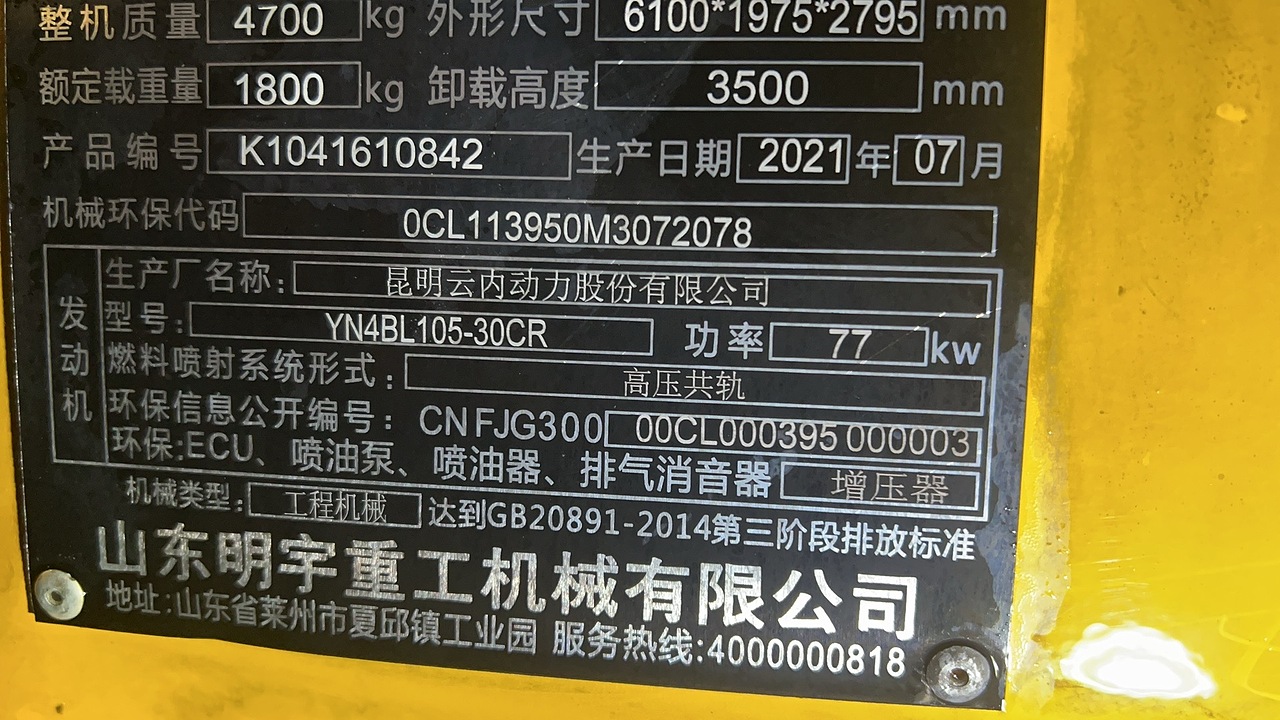 整机质量 4700 kg 外形尺寸 6100*1975*2795 mm
额定载重量 1800 kg 卸载高度 3500 mm
产品编号 K1041610842 生产日期 2021 年 07 月
机械环保代码 0CL113950M3072078
发动机
生产厂名称: 昆明云内动力股份有限公司
型号: YN4BL105-30CR 功率 77 kw
燃料喷射系统形式: 高压共轨
环保信息公开编号: CN FJG300 00CL000395 000003
环保:ECU、喷油泵、喷油器、排气消音器 增压器
机械类型: 工程机械 达到GB20891-2014第三阶段排放标准
山东明宇重工机械有限公司
地址:山东省莱州市夏邱镇工业园 服务热线:4000000818